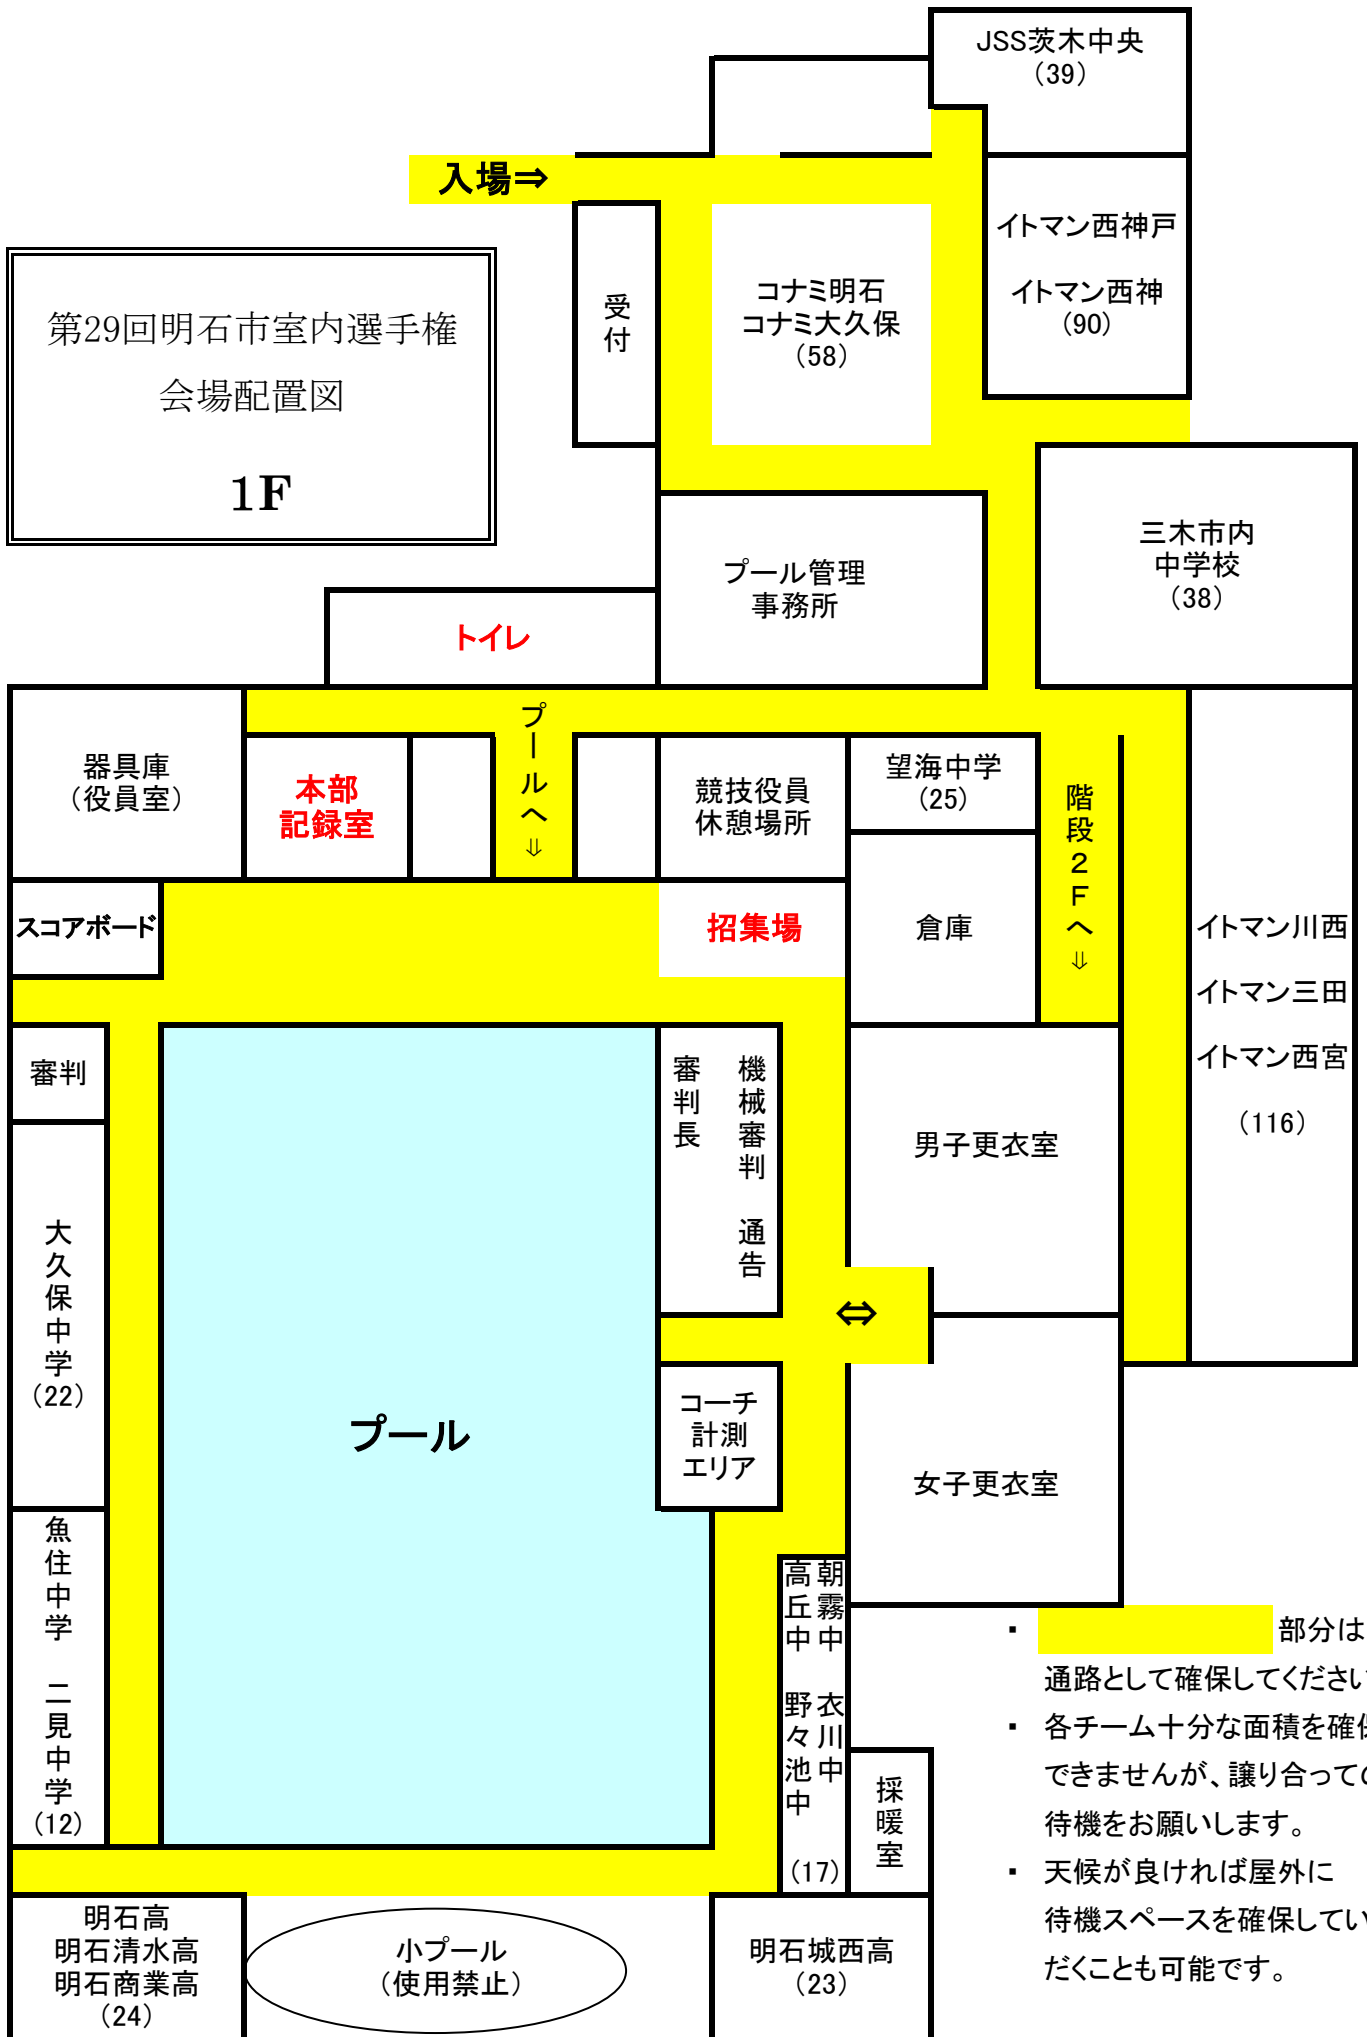 JSS茨木中央
（39）
入場⇒
イトマン西神戸
イトマン西神
（90）
コナミ明石
コナミ大久保
（58）
受付
第29回明石市室内選手権
会場配置図
1F
三木市内
中学校
（38）
プール管理
事務所
トイレ
プールへ⇓
器具庫
（役員室）
本部
記録室
競技役員
休憩場所
望海中学
（25）
階段２Ｆへ⇓
スコアボード
招集場
倉庫
イトマン川西
イトマン三田
イトマン西宮
（116）
審判
審判長
機械審判　通告
男子更衣室
大久保中学
（22）
⇔
プール
コーチ
計測
エリア
女子更衣室
魚住中学　二見中学
（12）
朝霧中　衣川中
高丘中　野々池中
（17）
採暖室
・ 部分は
通路として確保してください
・ 各チーム十分な面積を確保
できませんが、譲り合っての
待機をお願いします。
・ 天候が良ければ屋外に
待機スペースを確保してい
だくことも可能です。
明石高
明石清水高
明石商業高
（24）
小プール
（使用禁止）
明石城西高
（23）